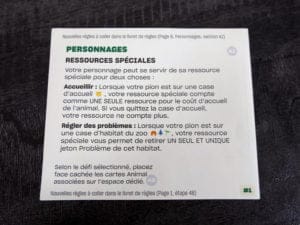 Nouvelles règles à coller dans le livret de règles (Page 8, Personnages, section 42)
PERSONNAGES
RESSOURCES SPÉCIALES
Votre personnage peut se servir de sa ressource
spéciale pour deux choses :
Accueillir : Lorsque votre pion est sur une case
d'accueil, votre ressource spéciale compte
comme UNE SEULE ressource pour le coût d'accueil
de l'animal. Si vous quittez la case d'accueil,
votre ressource ne compte plus.
Régler des problèmes : Lorsque votre pion est sur
une case d'habitat du zoo, votre ressource
spéciale vous permet de retirer UN SEUL ET UNIQUE
jeton Problème de cet habitat.
Selon le défi sélectionné, placez
face cachée les cartes Animal
associées sur l'espace dédié.
#1
Nouvelles règles à coller dans le livret de règles (Page 1, étape 48)